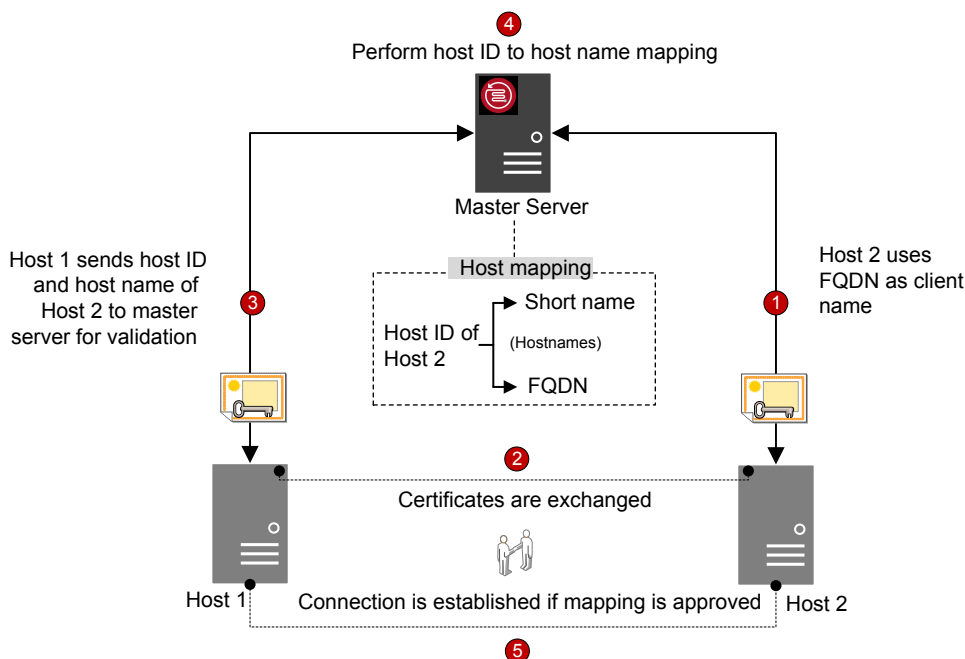 4
Perform host ID to host name mapping
Master Server
Host 1 sends host ID
and host name of
Host 2 to master
server for validation
3
Host mapping
Short name
Host ID of
Host 2
(Hostnames)
FQDN
1
Host 2 uses
FQDN as client
name
2
Certificates are exchanged
Host 1
Connection is established if mapping is approved
Host 2
5